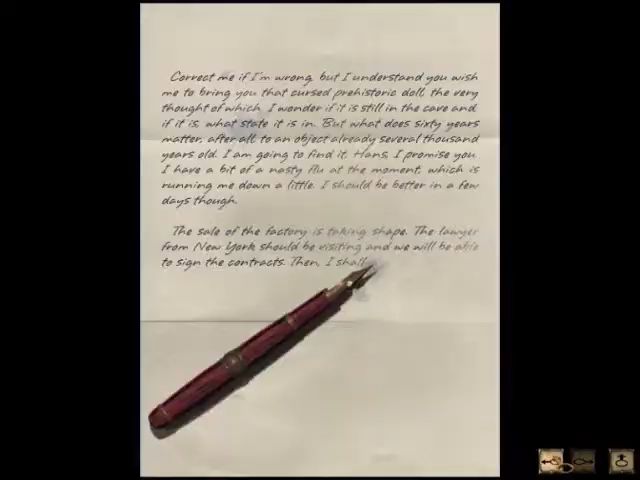 Correct me if I'm wrong, but I understand you wish
me to bring you that cursed prehistoric doll, the very
thought of which, I wonder if it is still in the cave and
if it is, what state it is in. But what does sixty years
matter, after all, to an object already several thousand
years old. I am going to find it, Hans, I promise you.
I have a bit of a nasty flu at the moment, which is
running me down a little. I should be better in a few
days though.
The sale of the factory is taking shape. The lawyer
from New York should be visiting and we will be able
to sign the contracts. Then, I shall